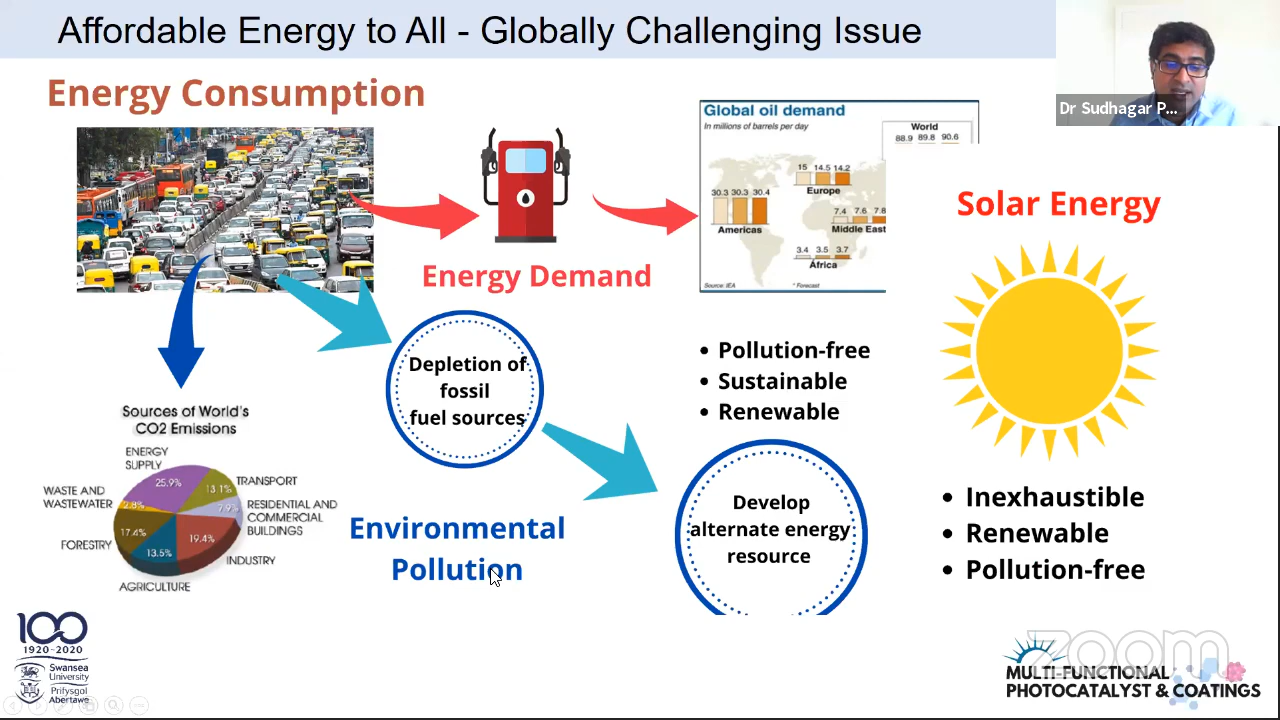 Affordable Energy to All - Globally Challenging Issue
Dr Sudhagar P...
Energy Consumption
Global oil demand
In millions of barrels per day
World
88.9 89.8 90.6
15 14.5 14.2
Europe
30.3 30.3 30.4
Americas
7.4 7.6 7.8
Middle East
3.4 3.5 3.7
Africa
Source: IEA
* Forecast
Energy Demand
Solar Energy
Depletion of
fossil
fuel sources
• Pollution-free
• Sustainable
• Renewable
Sources of World's
CO2 Emissions
ENERGY
SUPPLY
25.9%
13.1%
TRANSPORT
WASTE AND
WASTEWATER
2.8%
7.9%
RESIDENTIAL AND
COMMERCIAL
BUILDINGS
17.4%
FORESTRY
19.4%
INDUSTRY
13.5%
AGRICULTURE
Environmental
Pollution
Develop
alternate energy
resource
• Inexhaustible
• Renewable
• Pollution-free
100
1920-2020
Swansea
University
Prifysgol
Abertawe
zoom
MULTI-FUNCTIONAL
PHOTOCATALYST & COATINGS